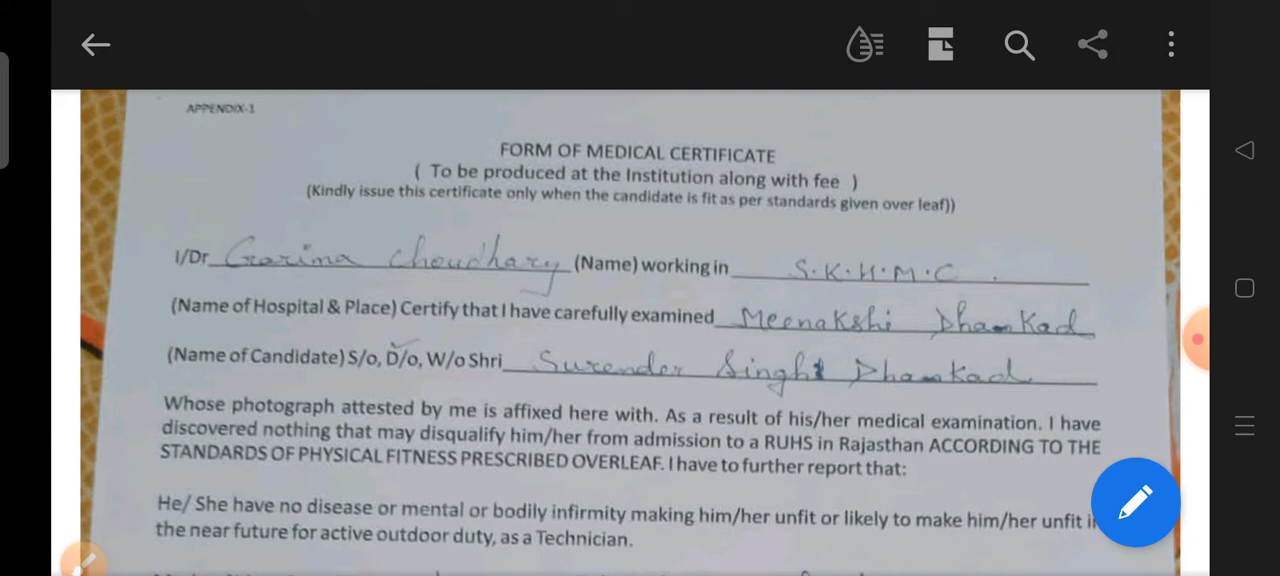 APPENDIX-1
FORM OF MEDICAL CERTIFICATE
( To be produced at the Institution along with fee )
(Kindly issue this certificate only when the candidate is fit as per standards given over leaf))
I/Dr Garima Choudhary (Name) working in S.K.H.M.C.
(Name of Hospital & Place) Certify that I have carefully examined Meenakshi Dhankad
(Name of Candidate) S/o, D/o, W/o Shri Surender Singh Dhankad
Whose photograph attested by me is affixed here with. As a result of his/her medical examination. I have
discovered nothing that may disqualify him/her from admission to a RUHS in Rajasthan ACCORDING TO THE
STANDARDS OF PHYSICAL FITNESS PRESCRIBED OVERLEAF. I have to further report that:
He/ She have no disease or mental or bodily infirmity making him/her unfit or likely to make him/her unfit
the near future for active outdoor duty, as a Technician.